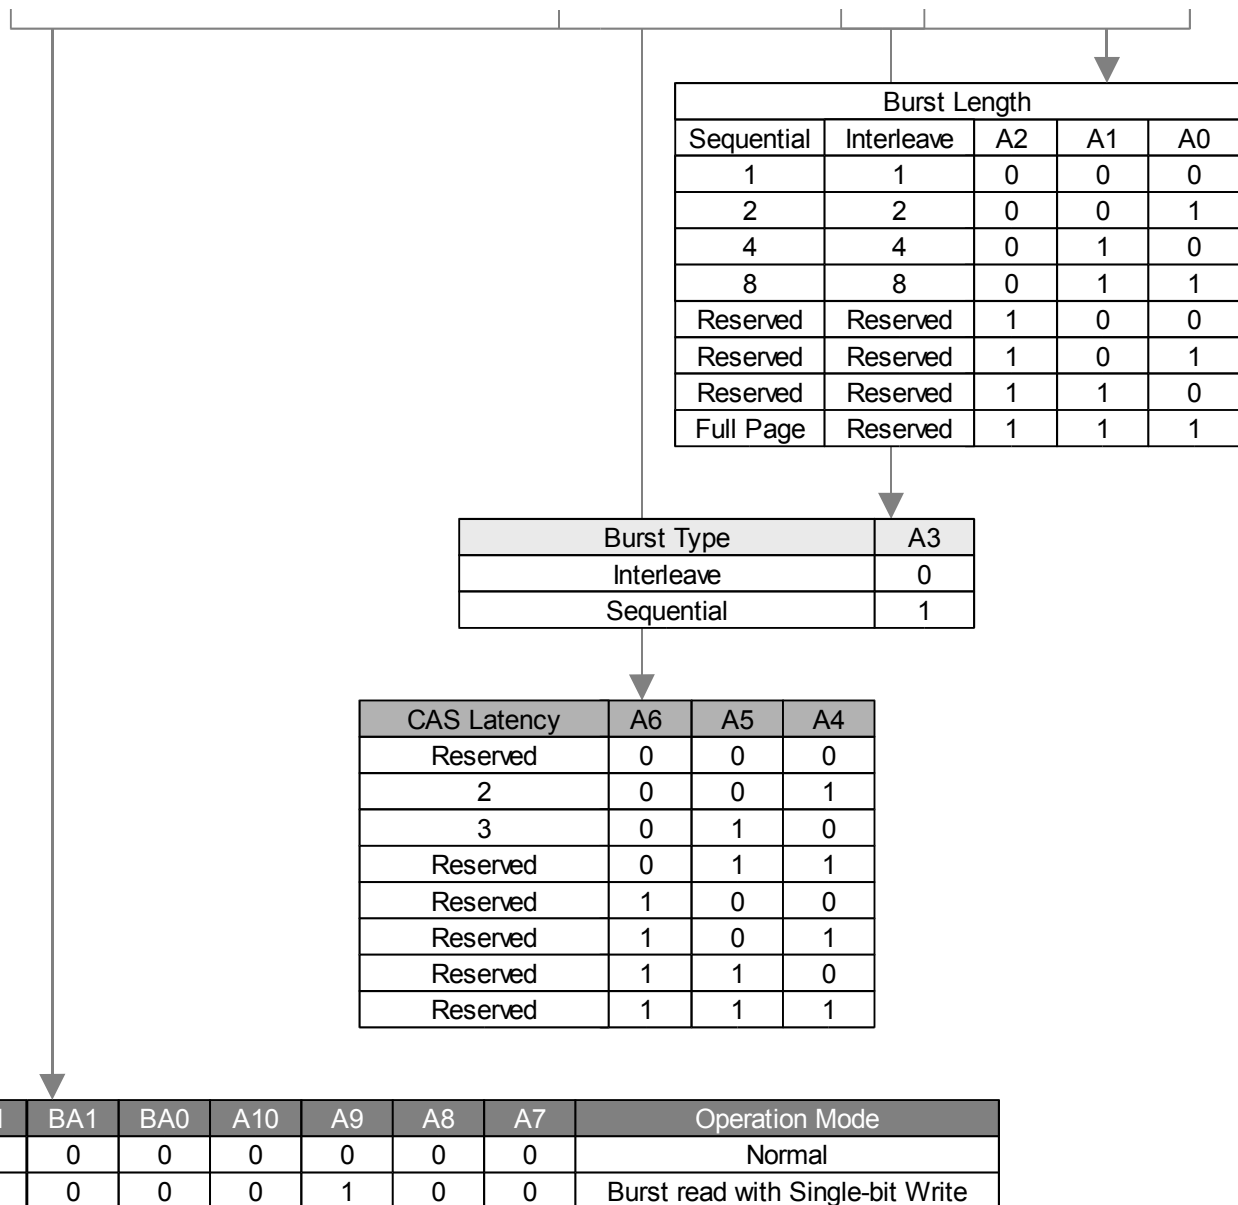 Burst Length
Sequential Interleave A2 A1 A0
1 1 0 0 0
2 2 0 0 1
4 4 0 1 0
8 8 0 1 1
Reserved Reserved 1 0 0
Reserved Reserved 1 0 1
Reserved Reserved 1 1 0
Full Page Reserved 1 1 1
Burst Type A3
Interleave 0
Sequential 1
CAS Latency A6 A5 A4
Reserved 0 0 0
2 0 0 1
3 0 1 0
Reserved 0 1 1
Reserved 1 0 0
Reserved 1 0 1
Reserved 1 1 0
Reserved 1 1 1
BA1 BA0 A10 A9 A8 A7 Operation Mode
0 0 0 0 0 0 Normal
0 0 0 1 0 0 Burst read with Single-bit Write